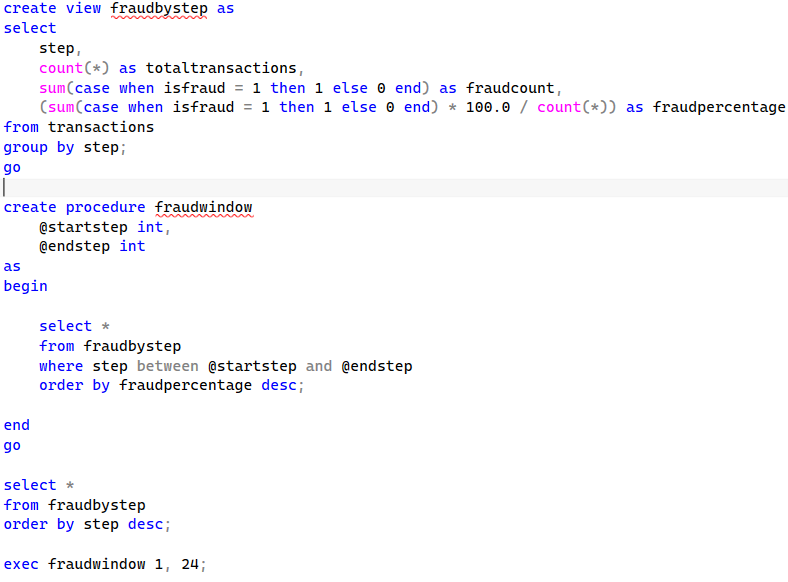 create view fraudbystep as
select
    step,
    count(*) as totaltransactions,
    sum(case when isfraud = 1 then 1 else 0 end) as fraudcount,
    (sum(case when isfraud = 1 then 1 else 0 end) * 100.0 / count(*)) as fraudpercentage
from transactions
group by step;
go

create procedure fraudwindow
    @startstep int,
    @endstep int
as
begin

    select *
    from fraudbystep
    where step between @startstep and @endstep
    order by fraudpercentage desc;

end
go

select *
from fraudbystep
order by step desc;

exec fraudwindow 1, 24;